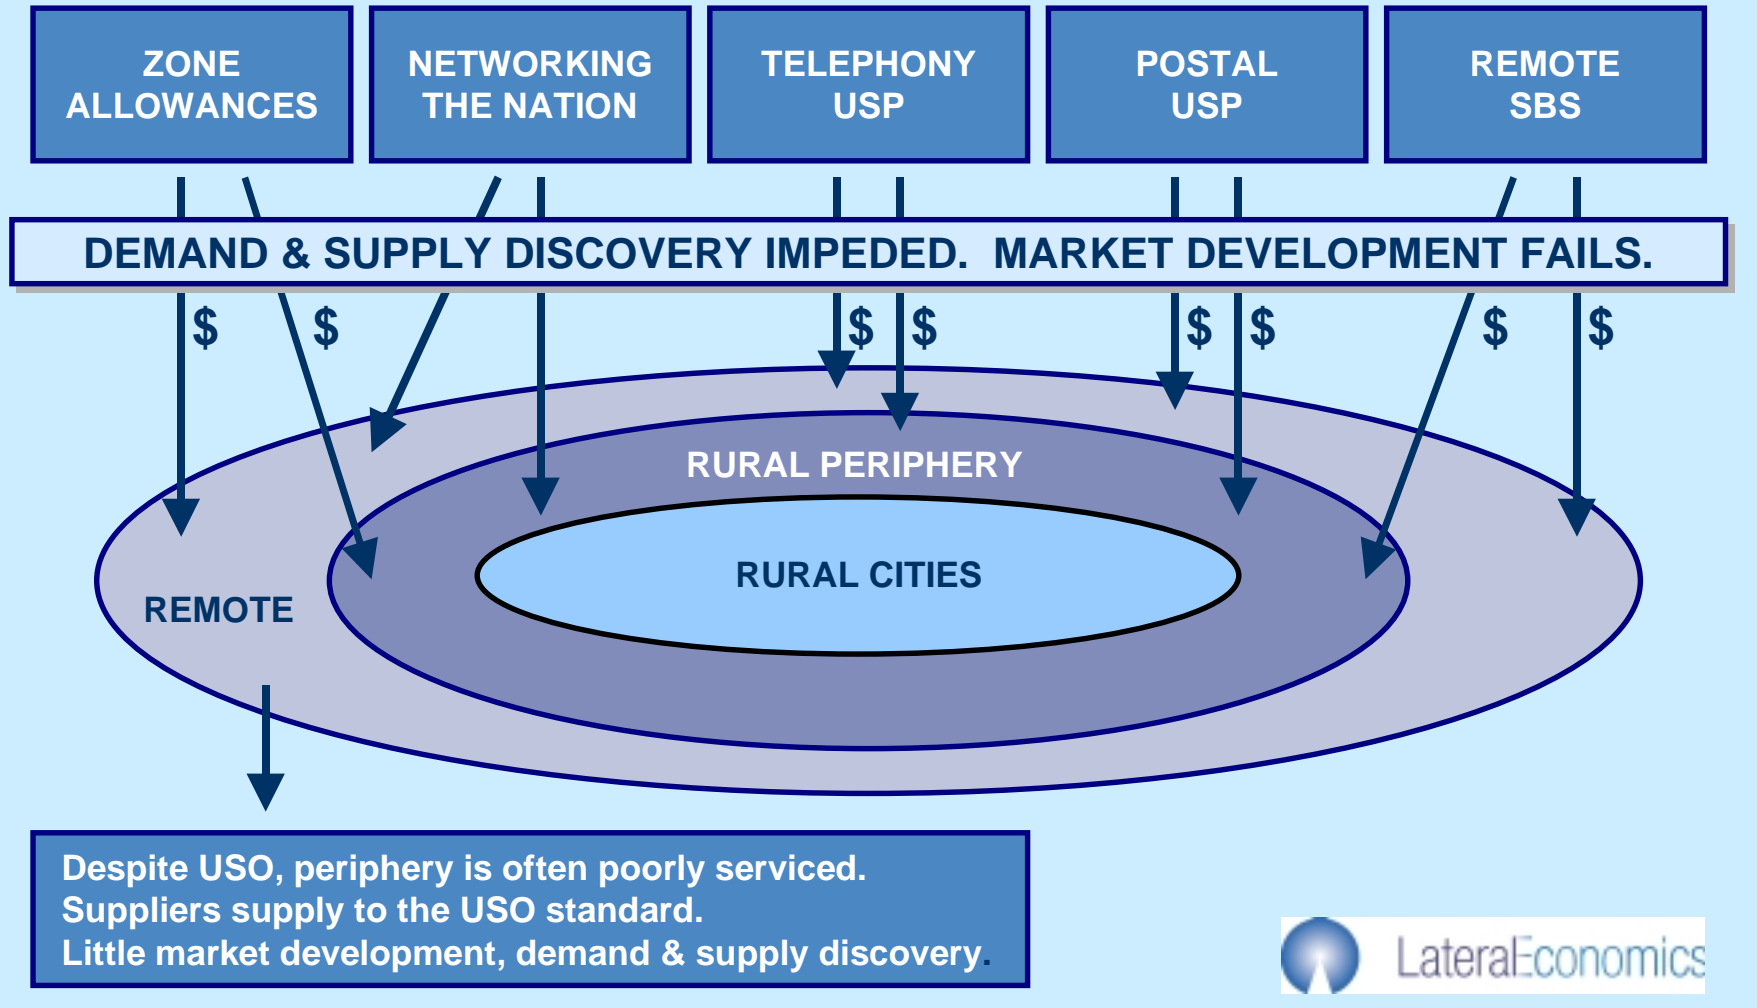 ZONE
ALLOWANCES
NETWORKING
THE NATION
TELEPHONY
USP
POSTAL
USP
REMOTE
SBS
DEMAND & SUPPLY DISCOVERY IMPEDED.  MARKET DEVELOPMENT FAILS.
$ $ $ $ $ $ $ $
RURAL PERIPHERY
RURAL CITIES
REMOTE
Despite USO, periphery is often poorly serviced.
Suppliers supply to the USO standard.
Little market development, demand & supply discovery.
LateralEconomics